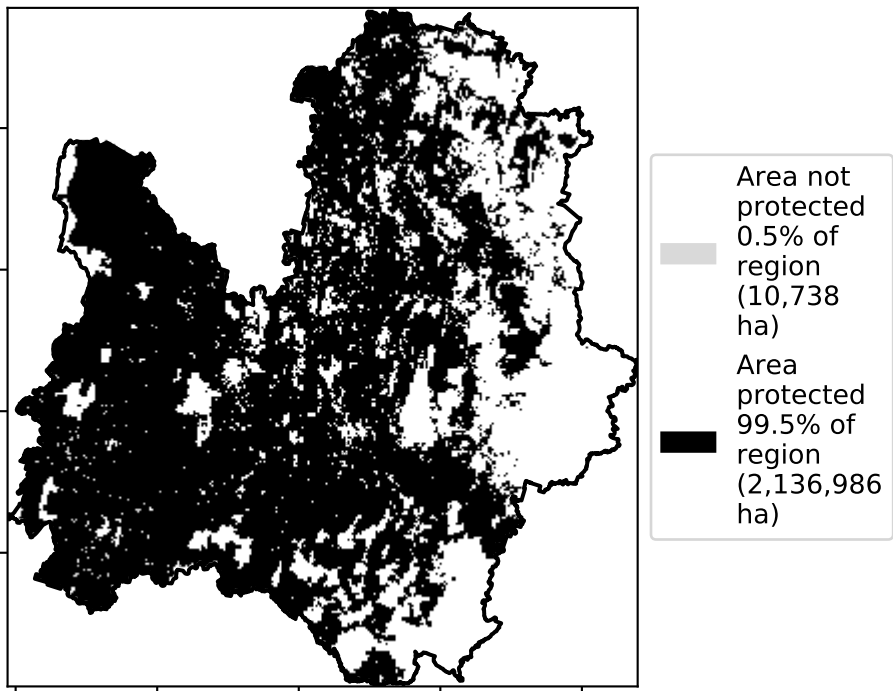 Area not
protected
0.5% of
region
(10,738
ha)
Area
protected
99.5% of
region
(2,136,986
ha)